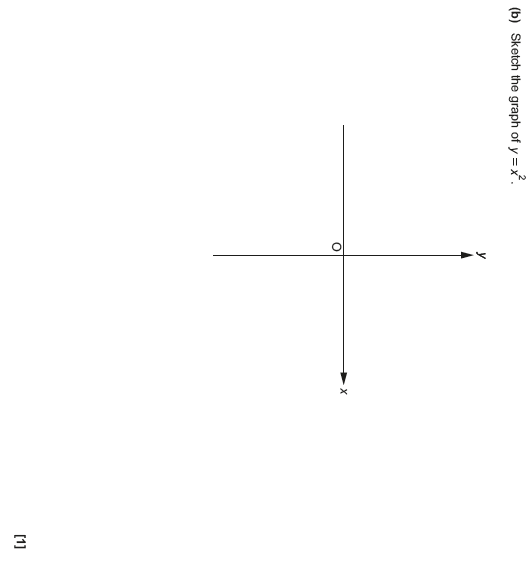 (b) Sketch the graph of y = x².
y
O
x
[1]